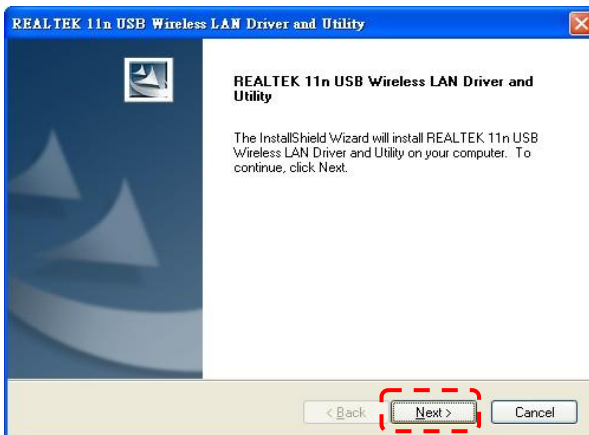 REALTEK 11n USB Wireless LAN Driver and Utility
REALTEK 11n USB Wireless LAN Driver and
Utility
The InstallShield Wizard will install REALTEK 11n USB
Wireless LAN Driver and Utility on your computer. To
continue, click Next.
< Back
Next >
Cancel